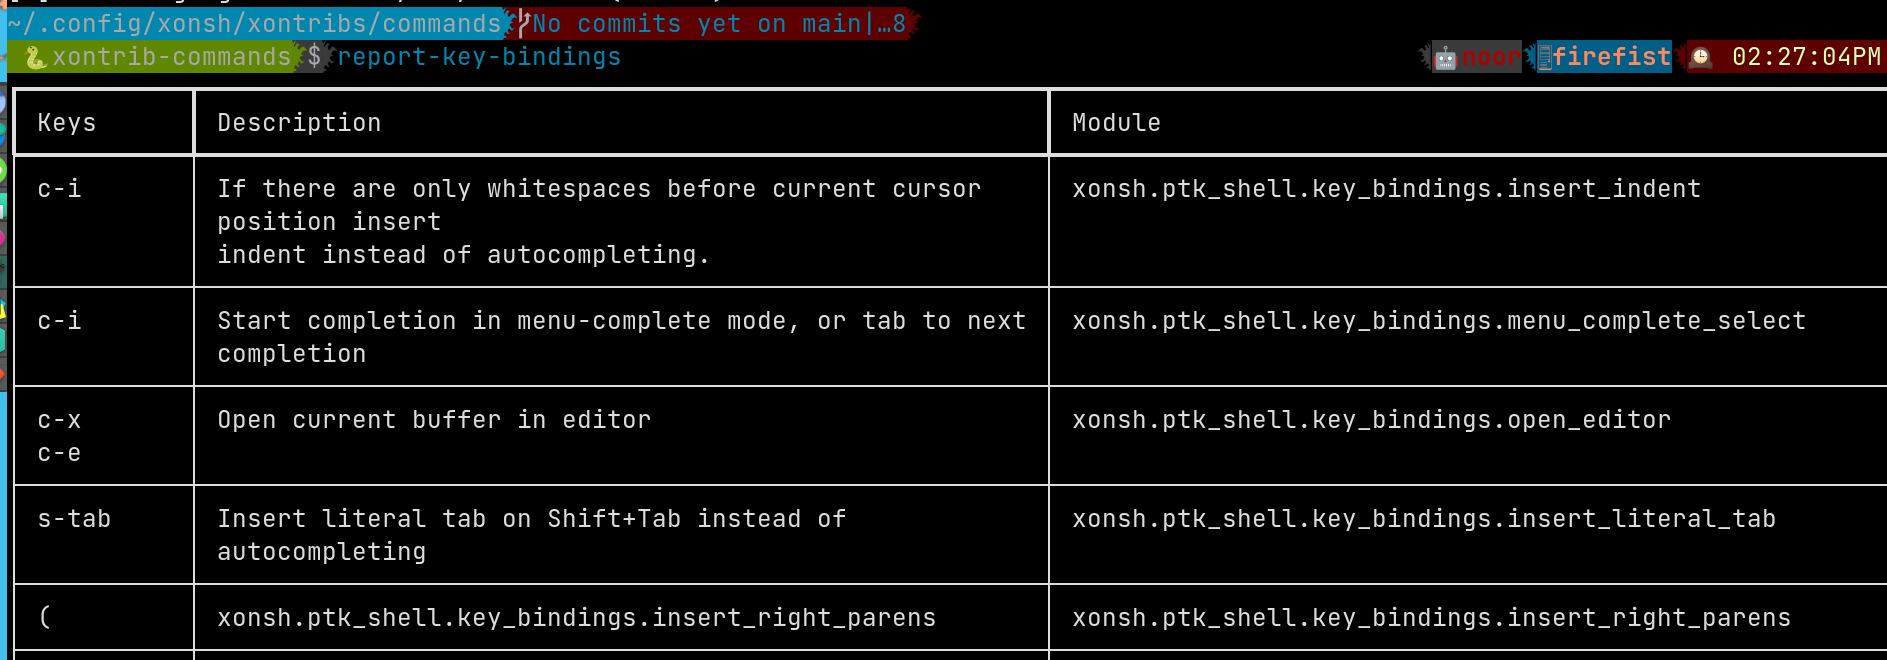 ~/.config/xonsh/xontribs/commands No commits yet on main|…8
xontrib-commands $ report-key-bindings noor firefist 02:27:04PM
Keys Description Module
c-i If there are only whitespaces before current cursor xonsh.ptk_shell.key_bindings.insert_indent
position insert
indent instead of autocompleting.
c-i Start completion in menu-complete mode, or tab to next xonsh.ptk_shell.key_bindings.menu_complete_select
completion
c-x Open current buffer in editor xonsh.ptk_shell.key_bindings.open_editor
c-e
s-tab Insert literal tab on Shift+Tab instead of xonsh.ptk_shell.key_bindings.insert_literal_tab
autocompleting
( xonsh.ptk_shell.key_bindings.insert_right_parens xonsh.ptk_shell.key_bindings.insert_right_parens